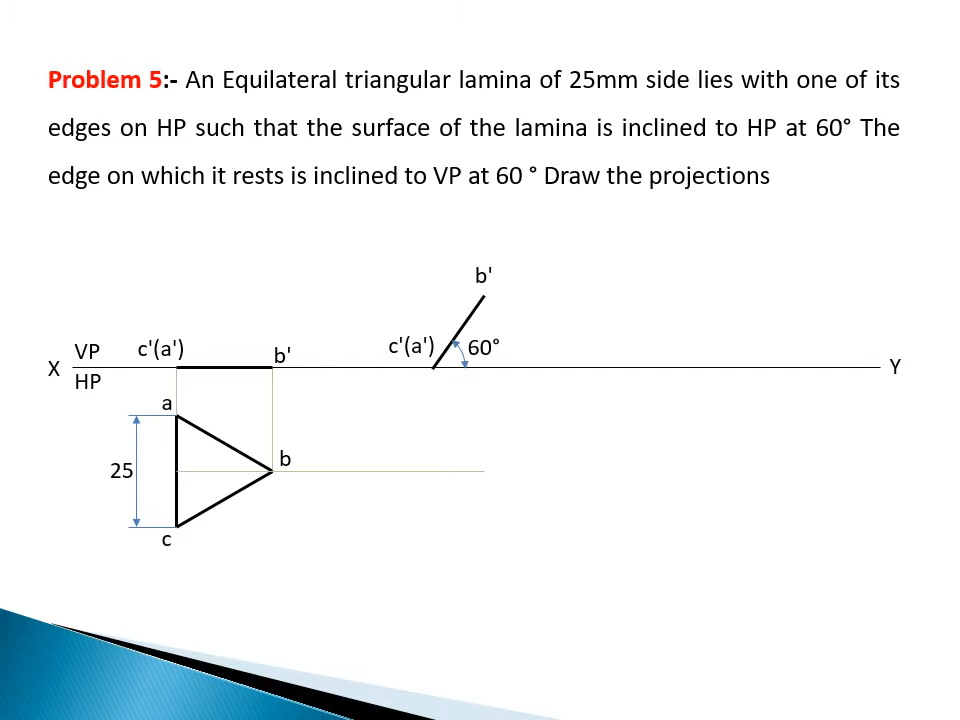 Problem 5:- An Equilateral triangular lamina of 25mm side lies with one of its
edges on HP such that the surface of the lamina is inclined to HP at 60° The
edge on which it rests is inclined to VP at 60 ° Draw the projections
b'
c'(a') 60°
VP c'(a') b'
X Y
HP
a
b
25
c